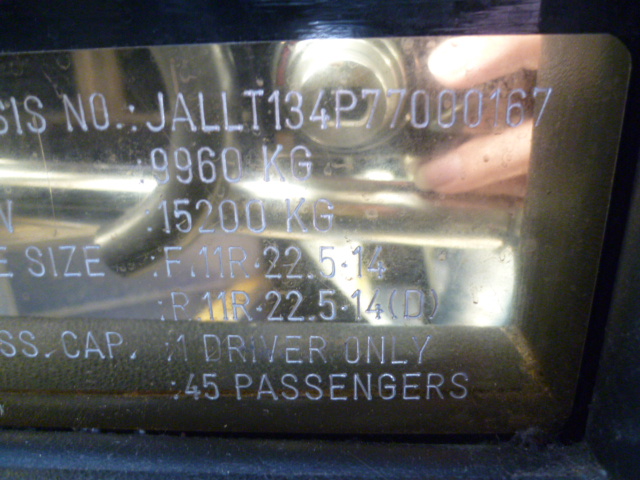 SIS NO.: JALLT134P77000167
:9960 KG
N :15200 KG
E SIZE :F.11R.22.5.14
:R.11R.22.5.14(D)
SS. CAP. :1 DRIVER ONLY
:45 PASSENGERS